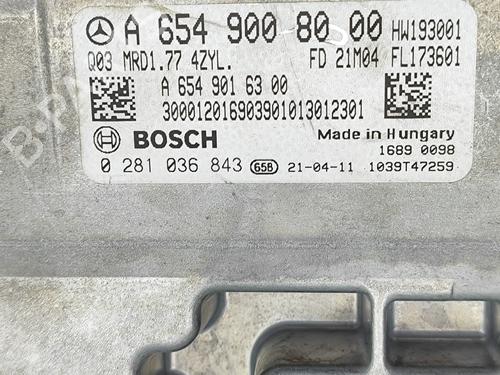 A 654 900 80 00 HW193001
Q03 MRD1.77 4ZYL. FD 21M04 FL173601
A 654 901 63 00
300012016903901013012301
BOSCH Made in Hungary
1689 0098
0 281 036 843 658 21-04-11 1039T47259